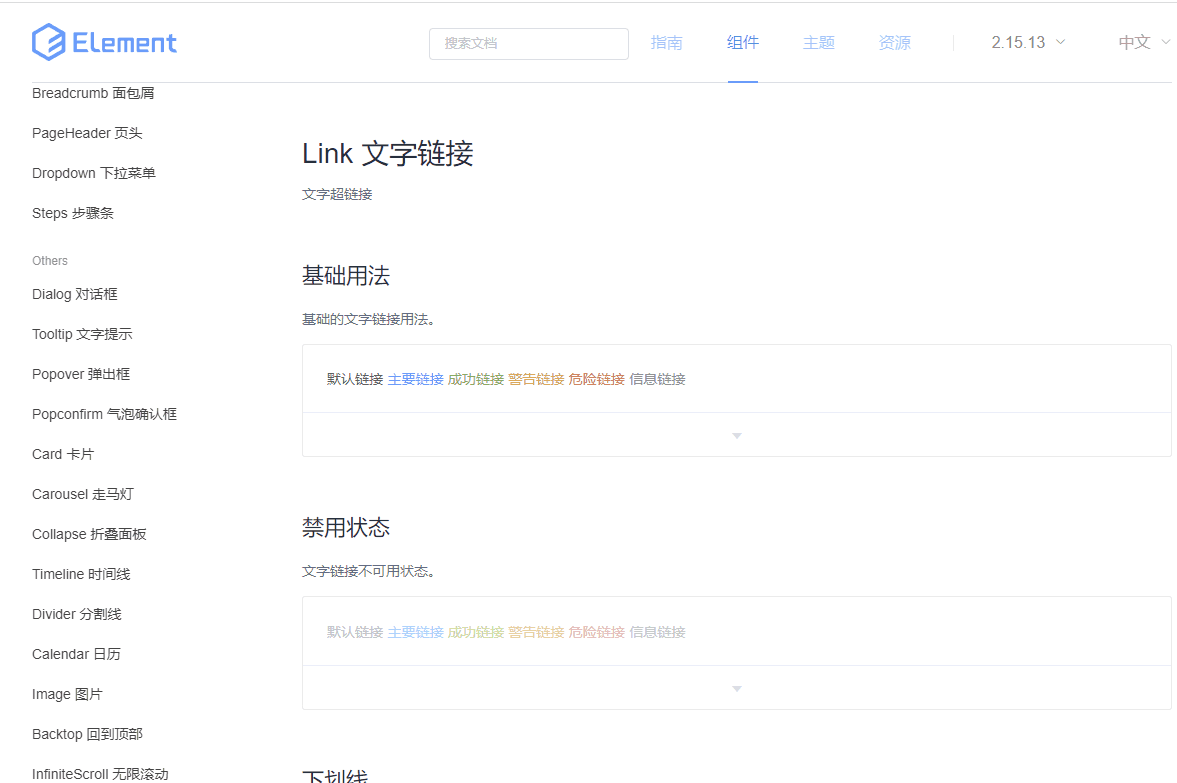 Element
搜索文档
指南
组件
主题
资源
2.15.13
中文
Breadcrumb 面包屑
PageHeader 页头
Dropdown 下拉菜单
Steps 步骤条
Others
Dialog 对话框
Tooltip 文字提示
Popover 弹出框
Popconfirm 气泡确认框
Card 卡片
Carousel 走马灯
Collapse 折叠面板
Timeline 时间线
Divider 分割线
Calendar 日历
Image 图片
Backtop 回到顶部
InfiniteScroll 无限滚动
Link 文字链接
文字超链接
基础用法
基础的文字链接用法。
默认链接 主要链接 成功链接 警告链接 危险链接 信息链接
禁用状态
文字链接不可用状态。
默认链接 主要链接 成功链接 警告链接 危险链接 信息链接
下划线